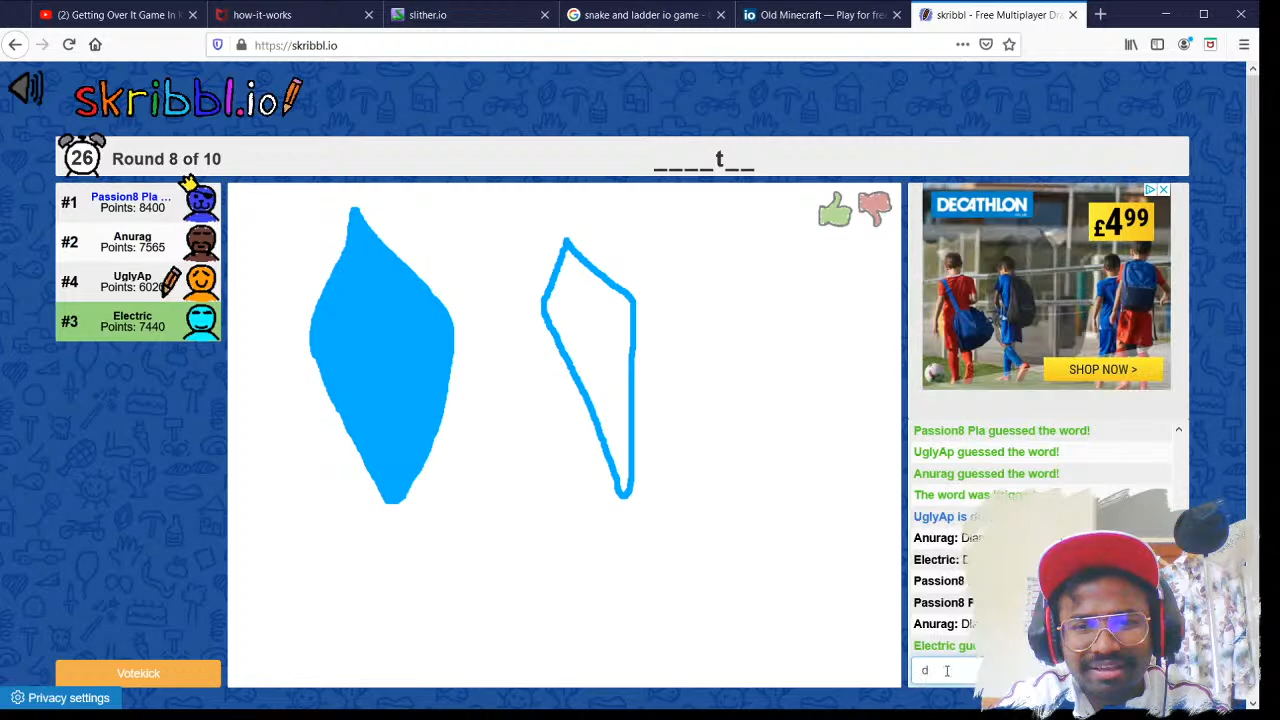 (2) Getting Over It Game In
how-it-works
slither.io
snake and ladder io game -
Old Minecraft — Play for fre
skribbl - Free Multiplayer Dra
https://skribbl.io
skribbl.io
26
Round 8 of 10
____t__
#1
Passion8 Pla ...
Points: 8400
#2
Anurag
Points: 7565
#4
UglyAp
Points: 6026
#3
Electric
Points: 7440
DECATHLON
£4.99
SHOP NOW >
Passion8 Pla guessed the word!
UglyAp guessed the word!
Anurag guessed the word!
The word was
UglyAp is
Anurag:
Electric:
Passion8
Passion8
Anurag:
Electric
d
Votekick
Privacy settings